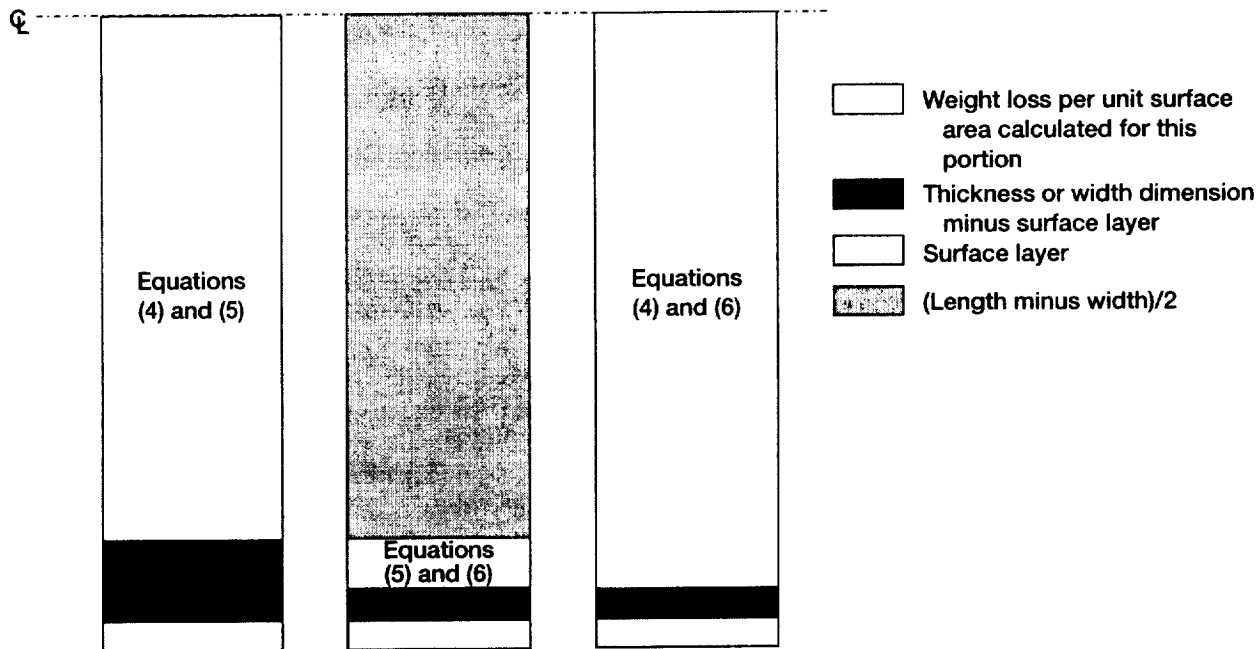 ℄
Equations
(4) and (5)
Equations
(5) and (6)
Equations
(4) and (6)
Weight loss per unit surface
area calculated for this
portion
Thickness or width dimension
minus surface layer
Surface layer
(Length minus width)/2